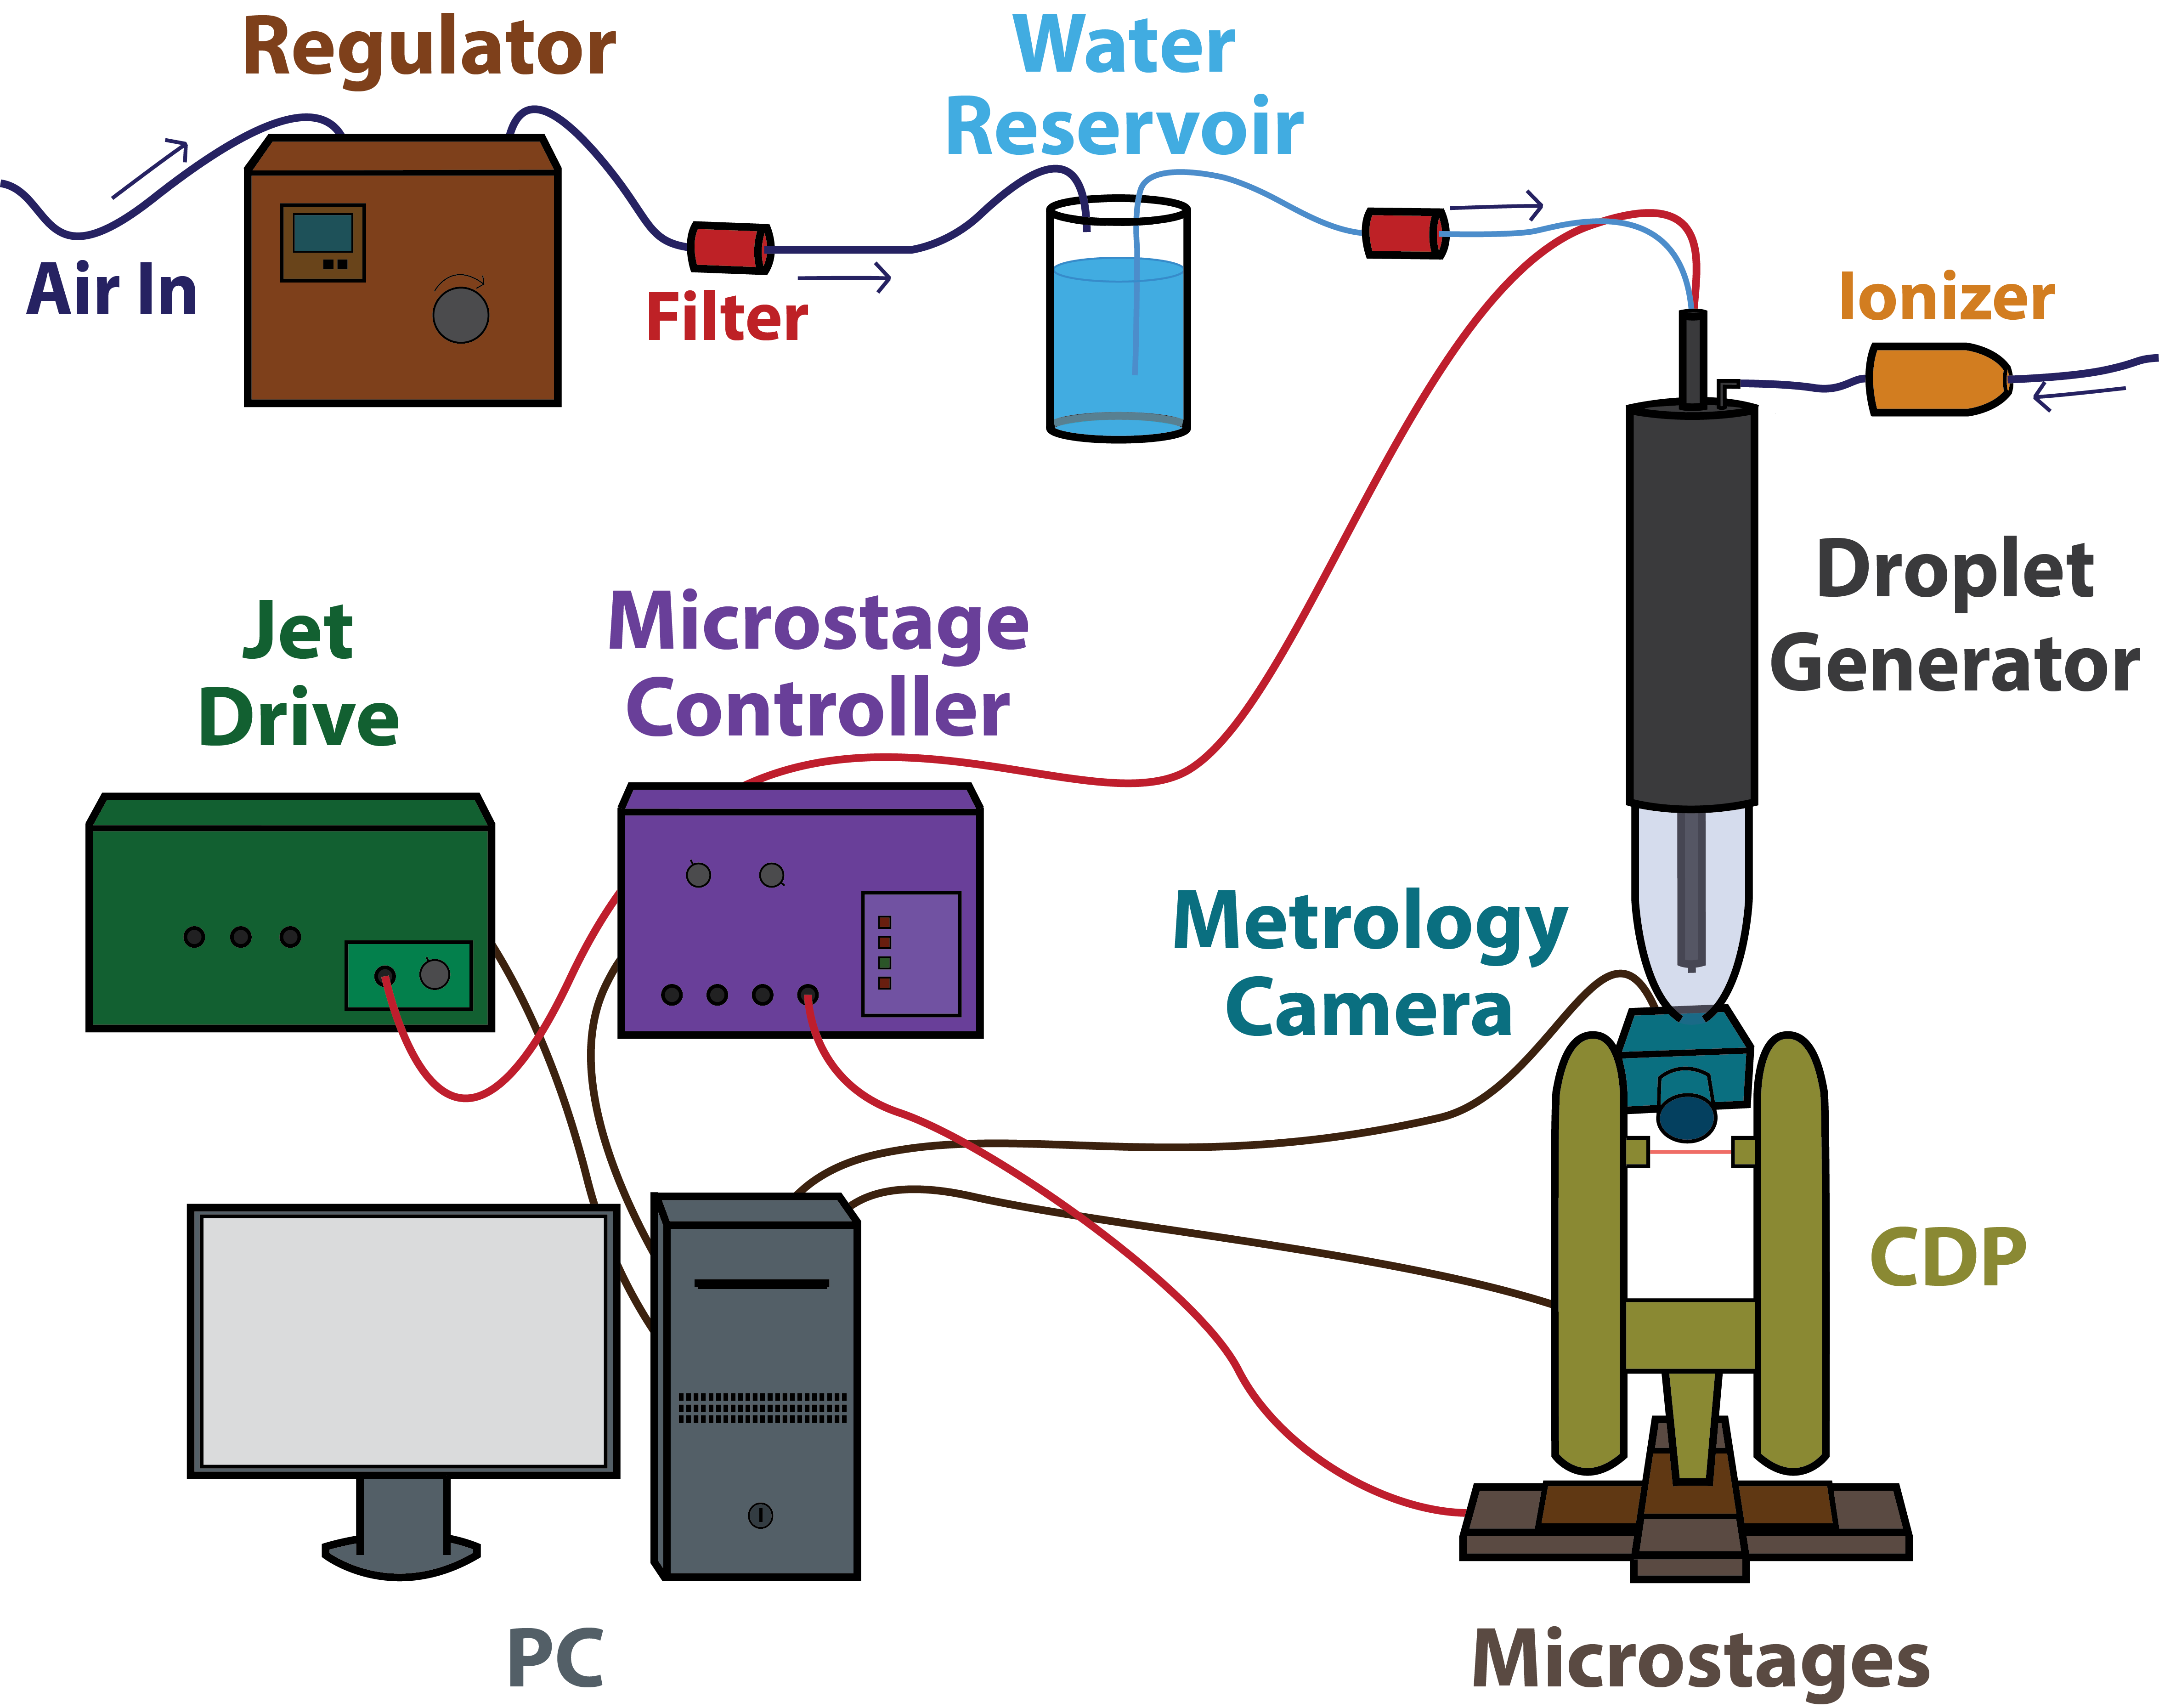 Regulator
Water
Reservoir
Air In
Filter
Ionizer
Droplet
Generator
Jet
Drive
Microstage
Controller
Metrology
Camera
CDP
PC
Microstages